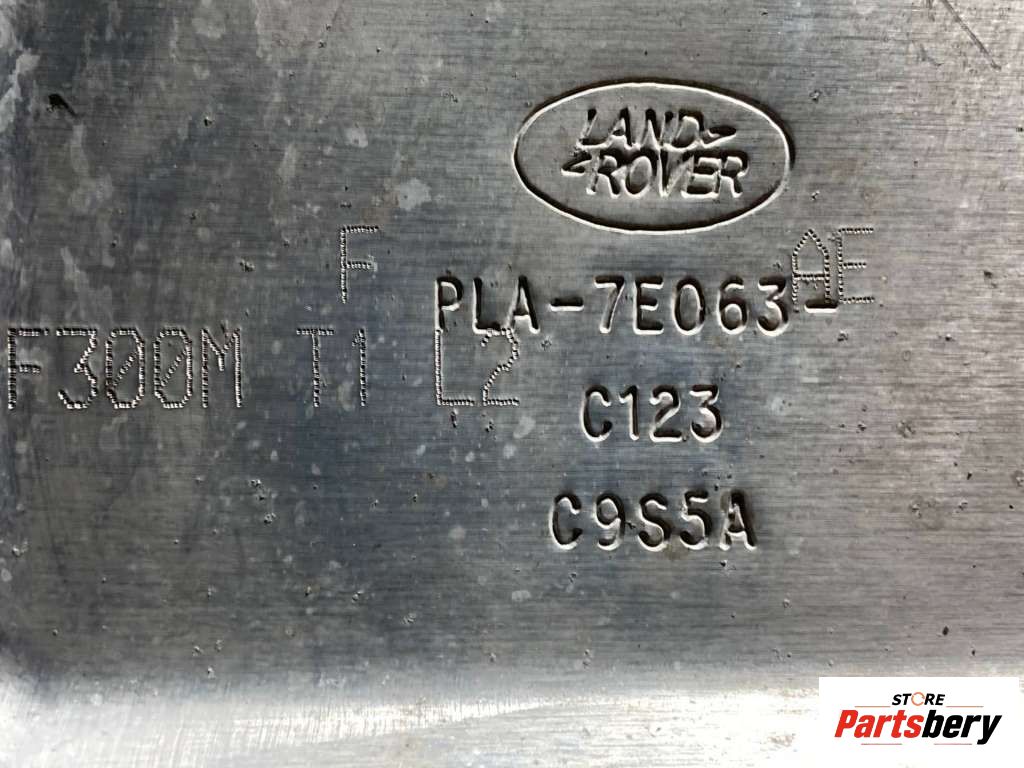 LAND
ROVER
F
PLA-7E063-AE
F300M T1 L2
C123
C9S5A
STORE
Partsbery